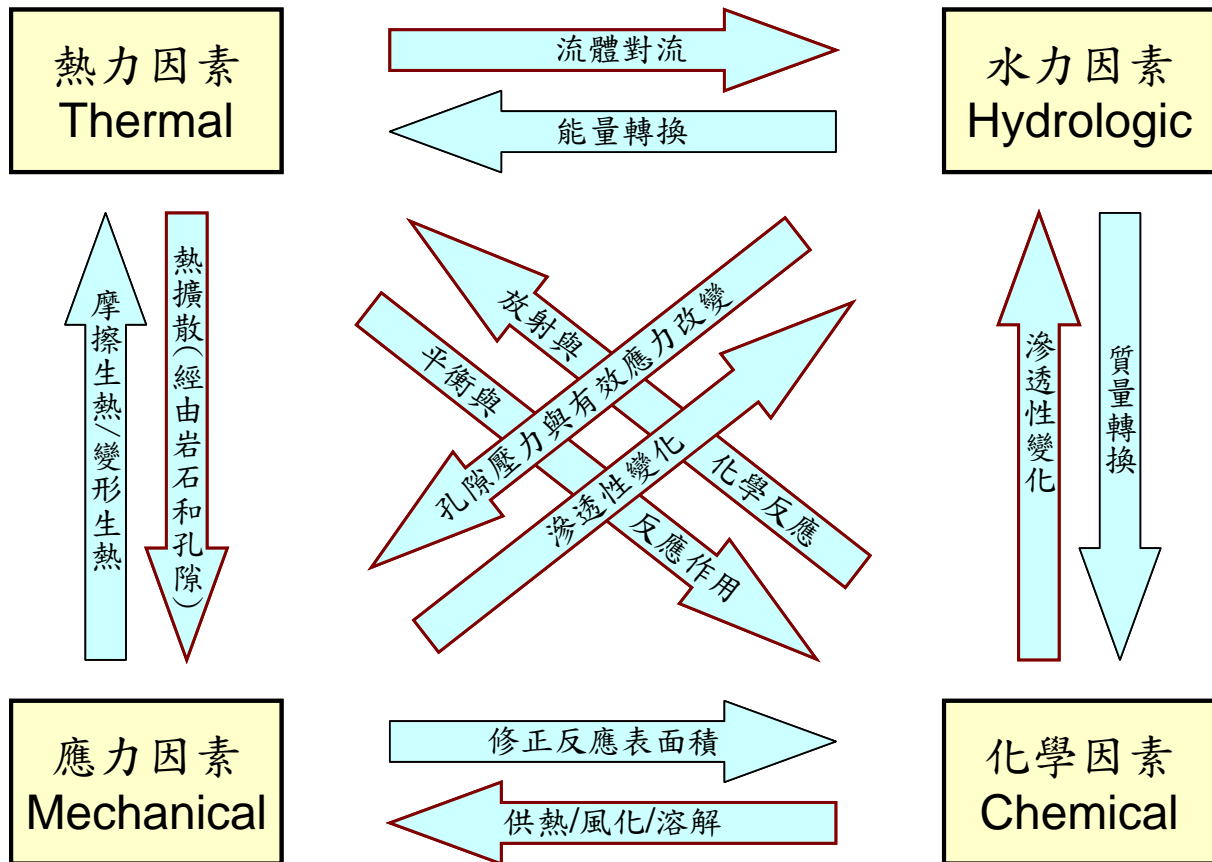 熱力因素
Thermal
流體對流
能量轉換
水力因素
Hydrologic
摩擦生熱/變形生熱
熱擴散(經由岩石和孔隙)
放射與
化學反應
平衡與
反應作用
孔隙壓力與有效應力改變
滲透性變化
滲透性變化
質量轉換
應力因素
Mechanical
修正反應表面積
供熱/風化/溶解
化學因素
Chemical